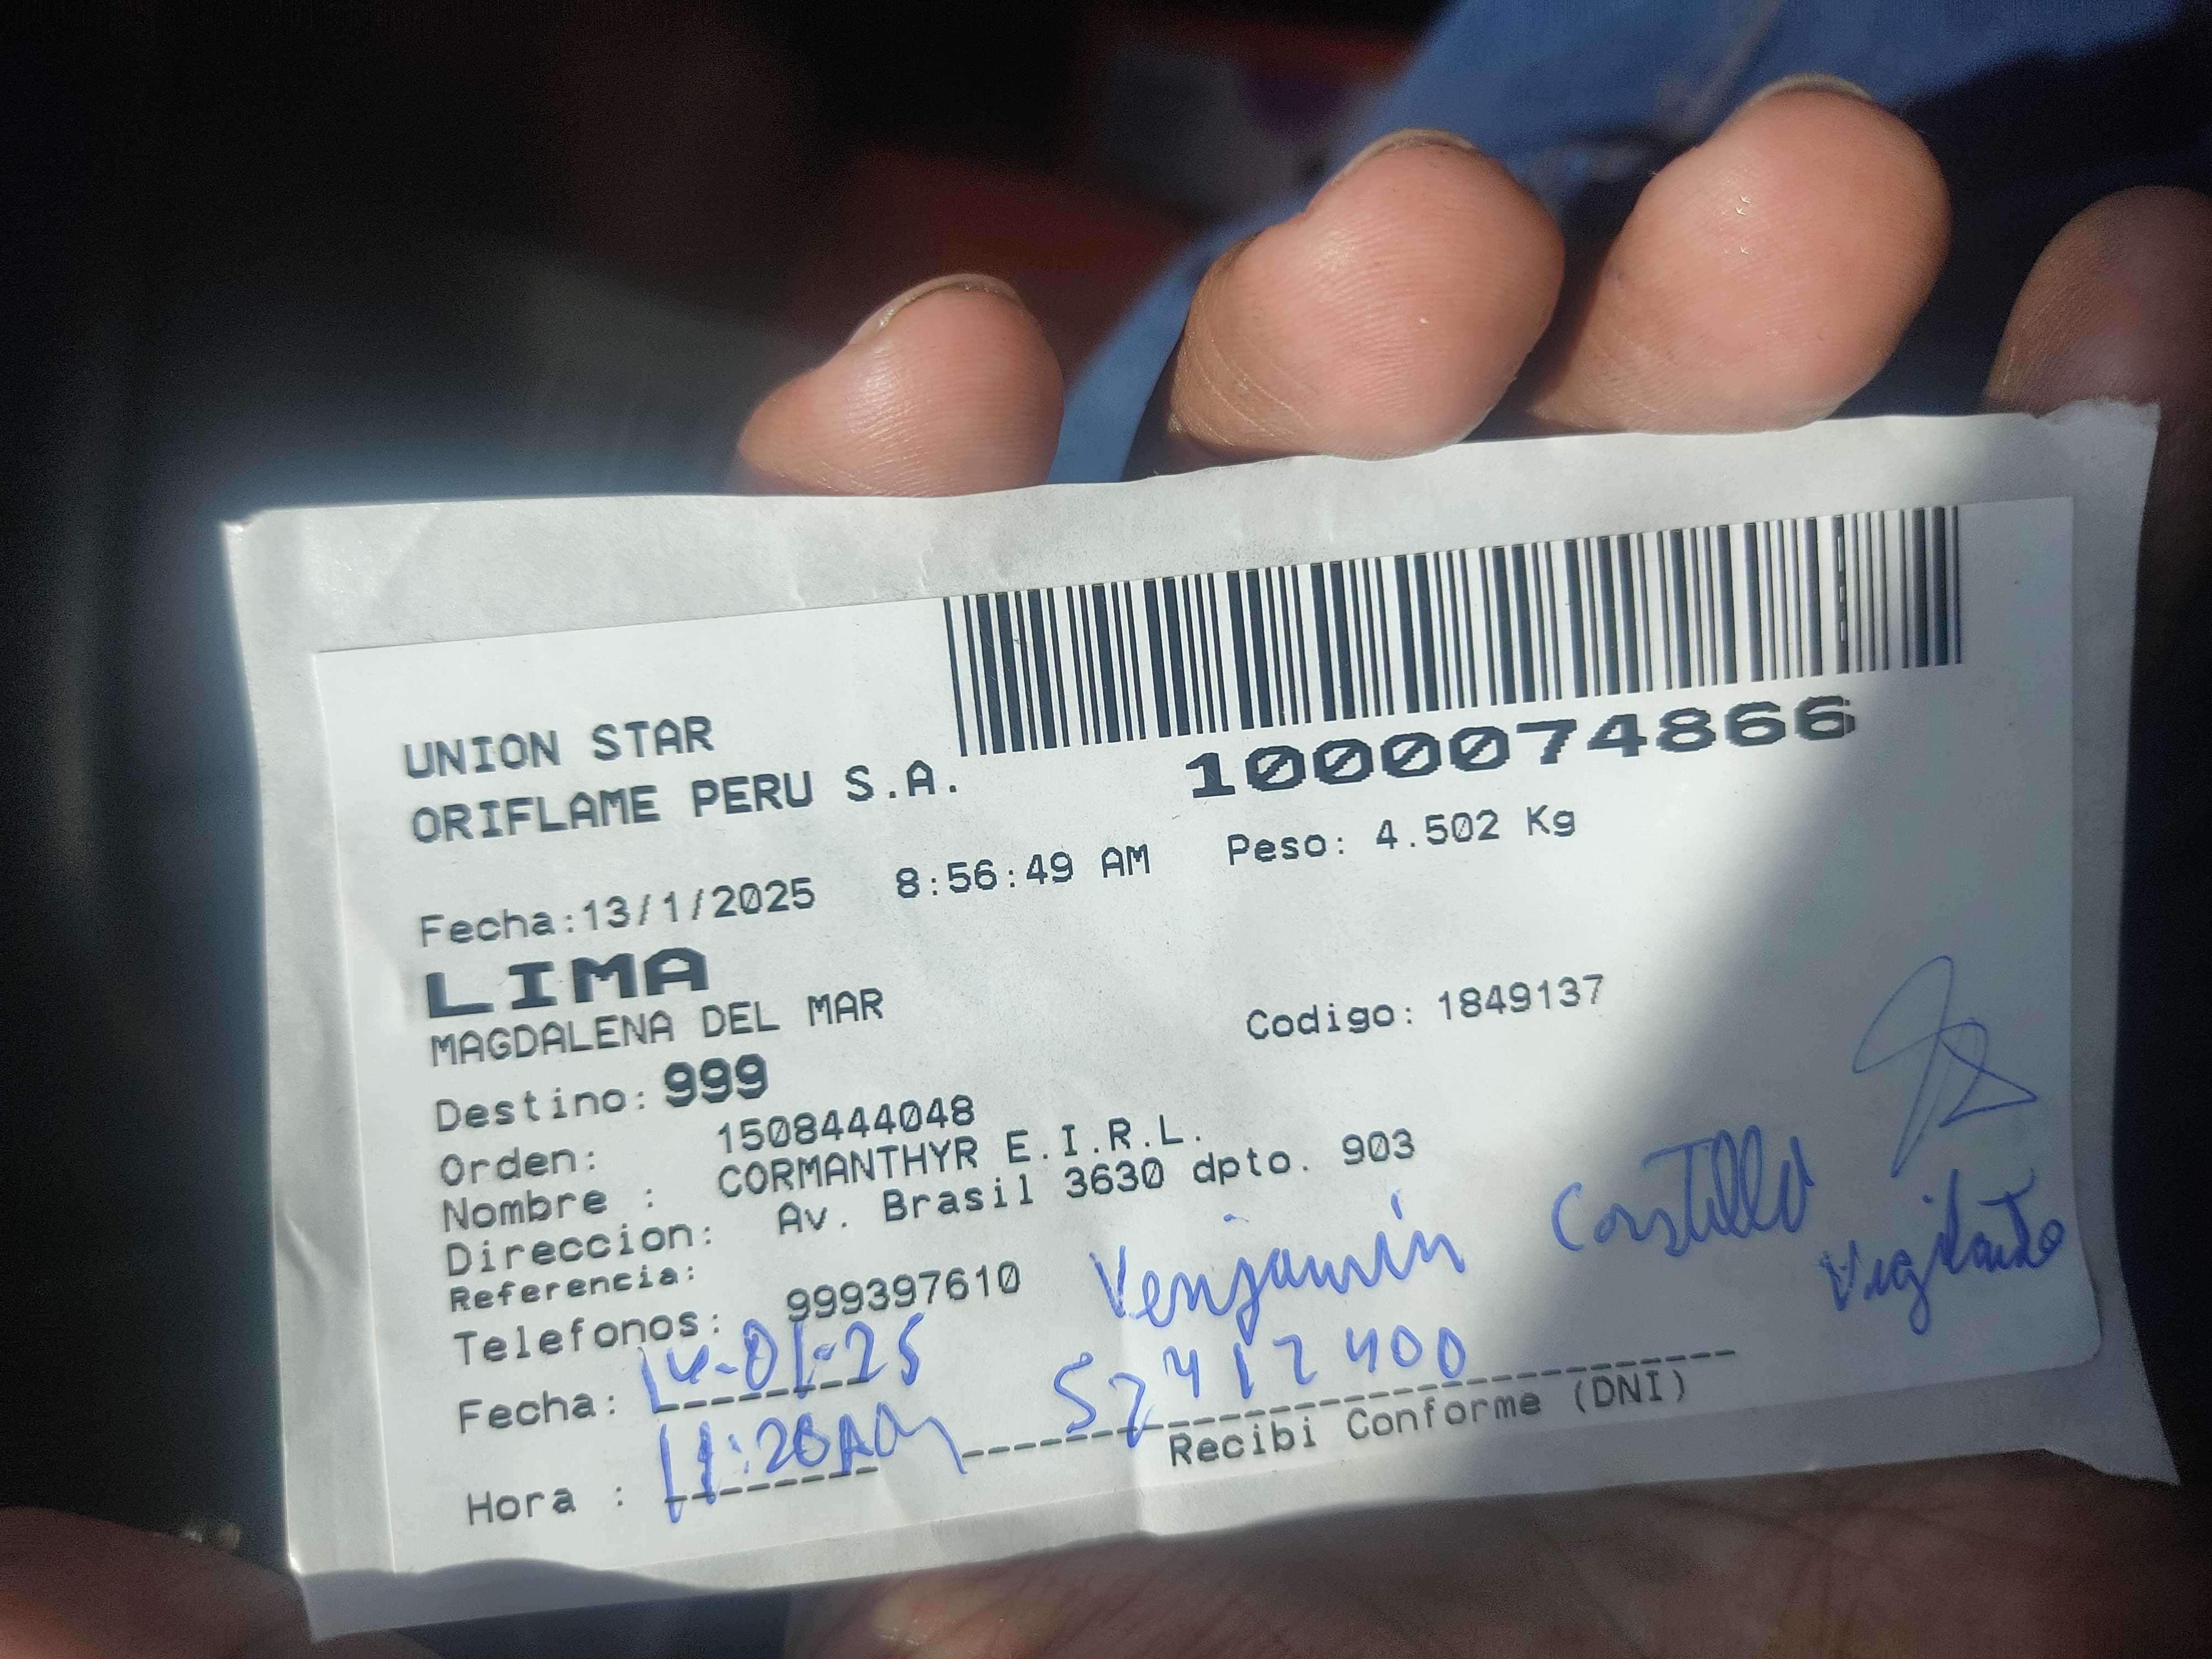 UNION STAR
ORIFLAME PERU S.A.
1000074866
Fecha:13/1/2025 8:56:49 AM Peso: 4.502 Kg
LIMA
MAGDALENA DEL MAR
Codigo: 1849137
Destino: 999
Orden: 1508444048
Nombre : CORMANTHYR E.I.R.L.
Direccion: Av. Brasil 3630 dpto. 903
Referencia:
Telefonos: 999397610
Venjamín Castillo
Vigilante
Fecha: 14-01-25
Hora : 11:20AM
Recibi Conforme (DNI)